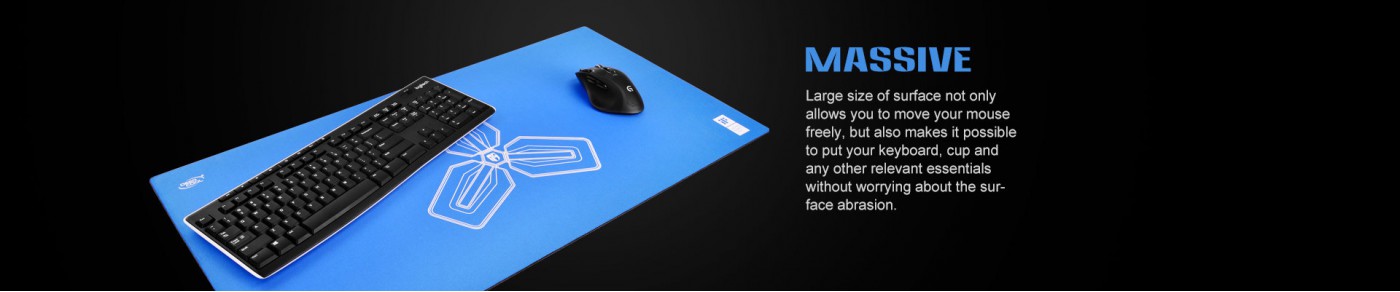 MASSIVE
Large size of surface not only
allows you to move your mouse
freely, but also makes it possible
to put your keyboard, cup and
any other relevant essentials
without worrying about the sur-
face abrasion.
logitech
G